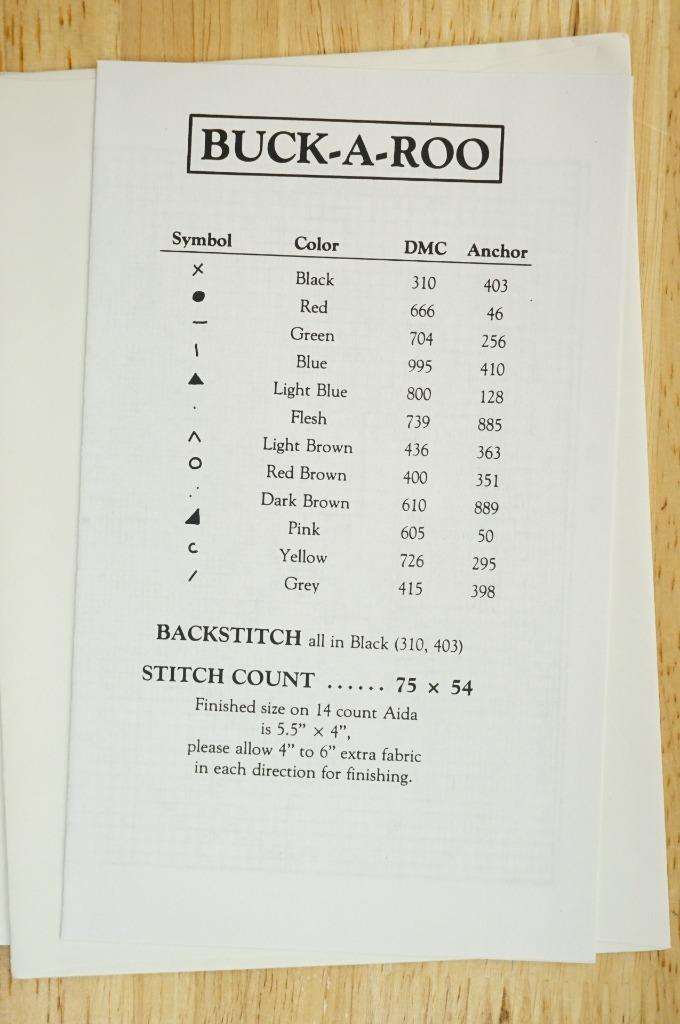 BUCK-A-ROO
Symbol Color DMC Anchor
× Black 310 403
● Red 666 46
— Green 704 256
| Blue 995 410
▲ Light Blue 800 128
· Flesh 739 885
^ Light Brown 436 363
O Red Brown 400 351
⋰ Dark Brown 610 889
◢ Pink 605 50
c Yellow 726 295
/ Grey 415 398
BACKSTITCH all in Black (310, 403)
STITCH COUNT ...... 75 × 54
Finished size on 14 count Aida
is 5.5” × 4”,
please allow 4” to 6” extra fabric
in each direction for finishing.